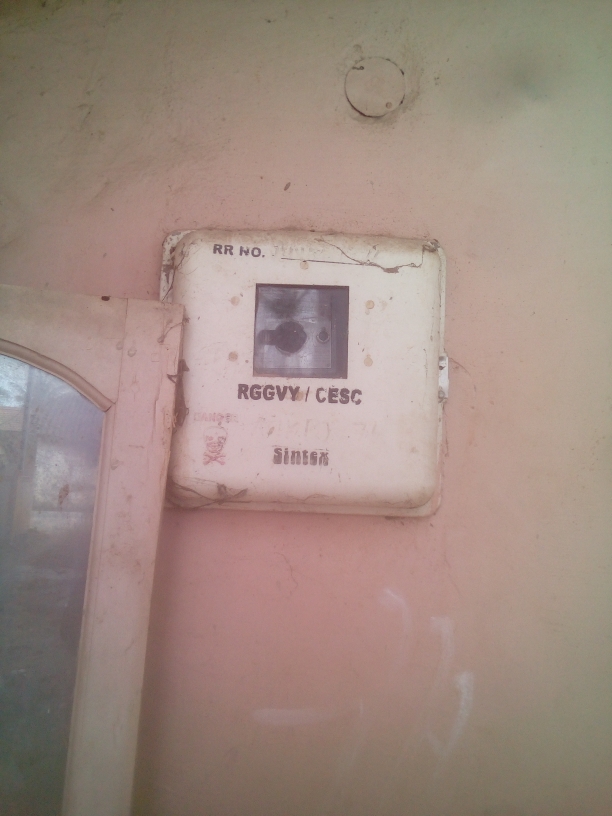 RR NO.
RGGVY / CESC
DANGER
Sintex